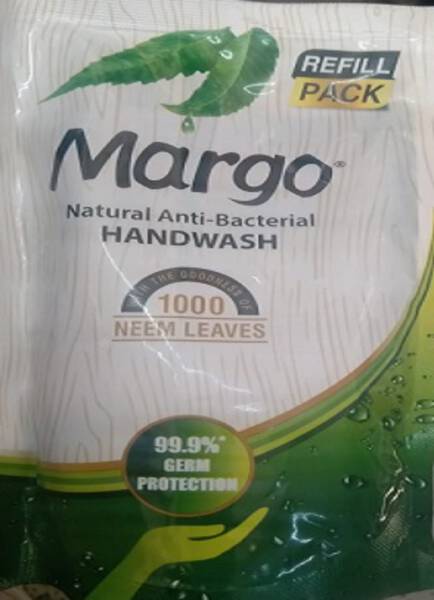 REFILL
PACK
Margo®
Natural Anti-Bacterial
HANDWASH
WITH THE GOODNESS OF
1000
NEEM LEAVES
99.9%*
GERM
PROTECTION